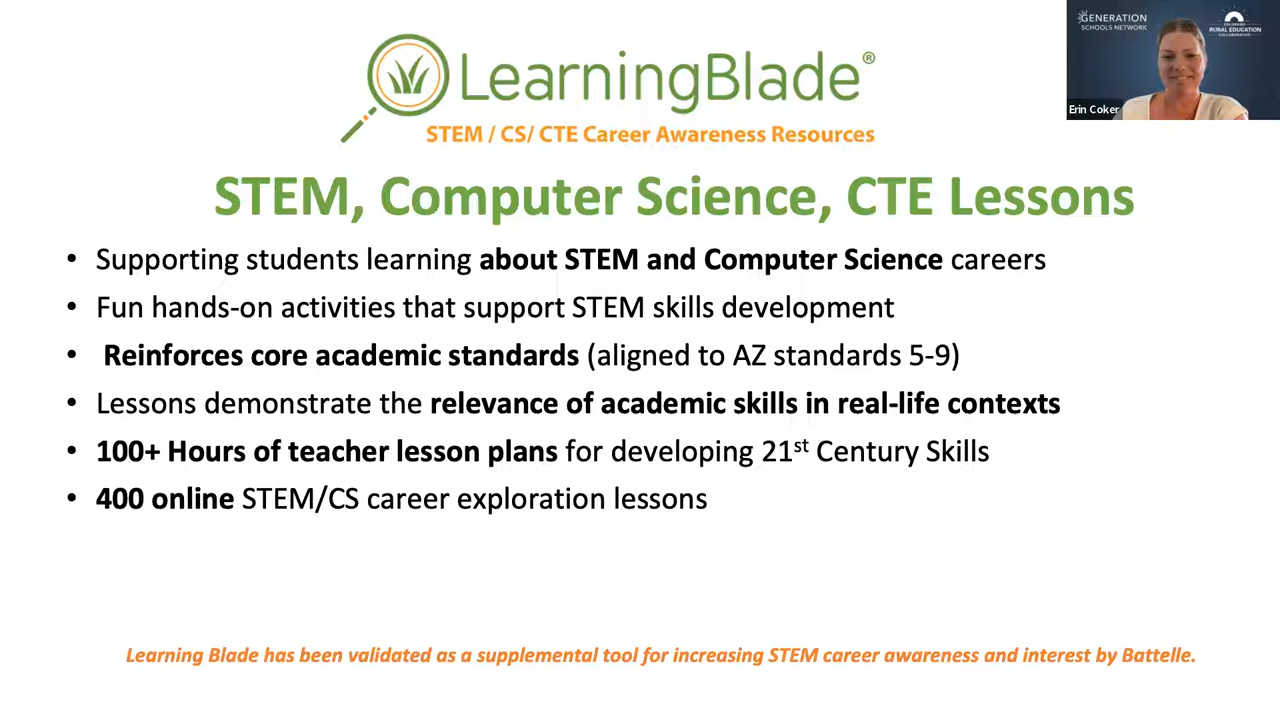 LearningBlade®
STEM / CS/ CTE Career Awareness Resources
GENERATION
SCHOOLS NETWORK
COLORADO
RURAL EDUCATION
COLLABORATIVE
Erin Coker
STEM, Computer Science, CTE Lessons
• Supporting students learning about STEM and Computer Science careers
• Fun hands-on activities that support STEM skills development
• Reinforces core academic standards (aligned to AZ standards 5-9)
• Lessons demonstrate the relevance of academic skills in real-life contexts
• 100+ Hours of teacher lesson plans for developing 21st Century Skills
• 400 online STEM/CS career exploration lessons
Learning Blade has been validated as a supplemental tool for increasing STEM career awareness and interest by Battelle.